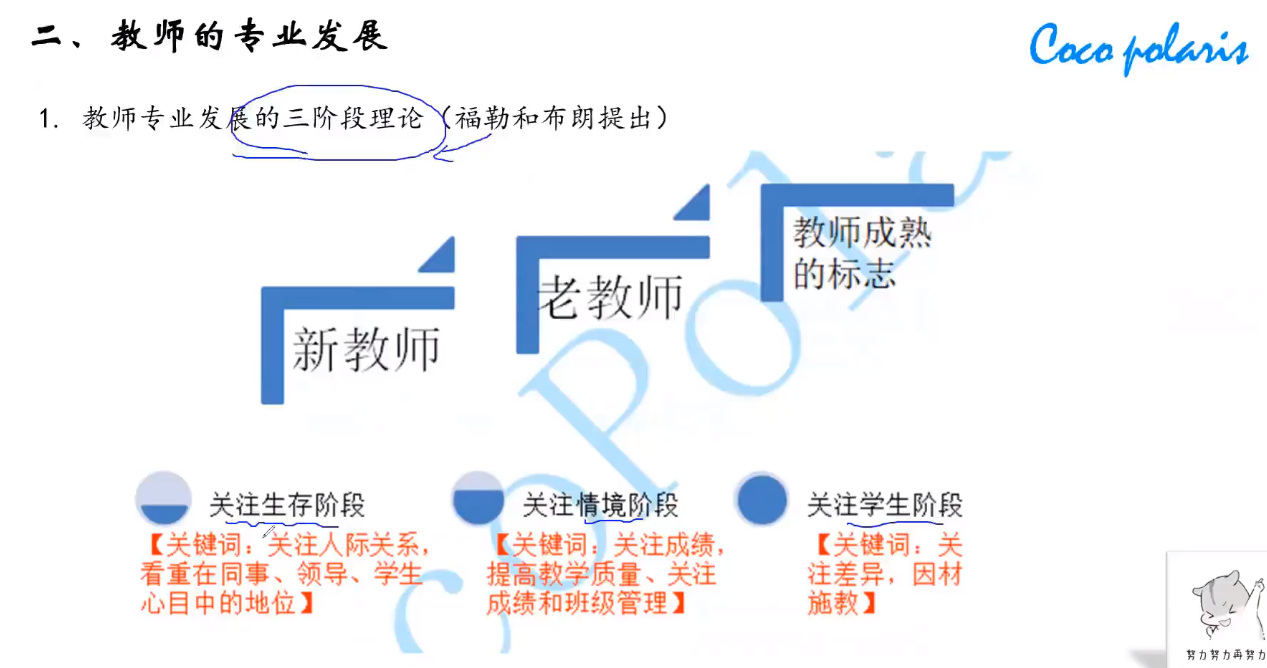 二、教师的专业发展
Coco polaris
1. 教师专业发展的三阶段理论（福勒和布朗提出）
新教师
老教师
教师成熟
的标志
关注生存阶段
【关键词：关注人际关系，
看重在同事、领导、学生
心目中的地位】
关注情境阶段
【关键词：关注成绩，
提高教学质量、关注
成绩和班级管理】
关注学生阶段
【关键词：关
注差异，因材
施教】
CoCoPola
努力努力再努力